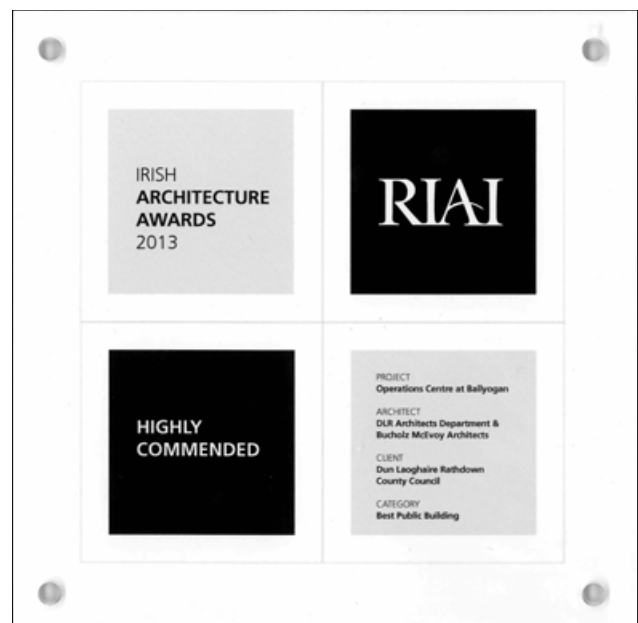 IRISH
ARCHITECTURE
AWARDS
2013
RIAI
HIGHLY
COMMENDED
PROJECT
Operations Centre at Ballyogan
ARCHITECT
DLR Architects Department &
Bucholz McEvoy Architects
CLIENT
Dun Laoghaire Rathdown
County Council
CATEGORY
Best Public Building